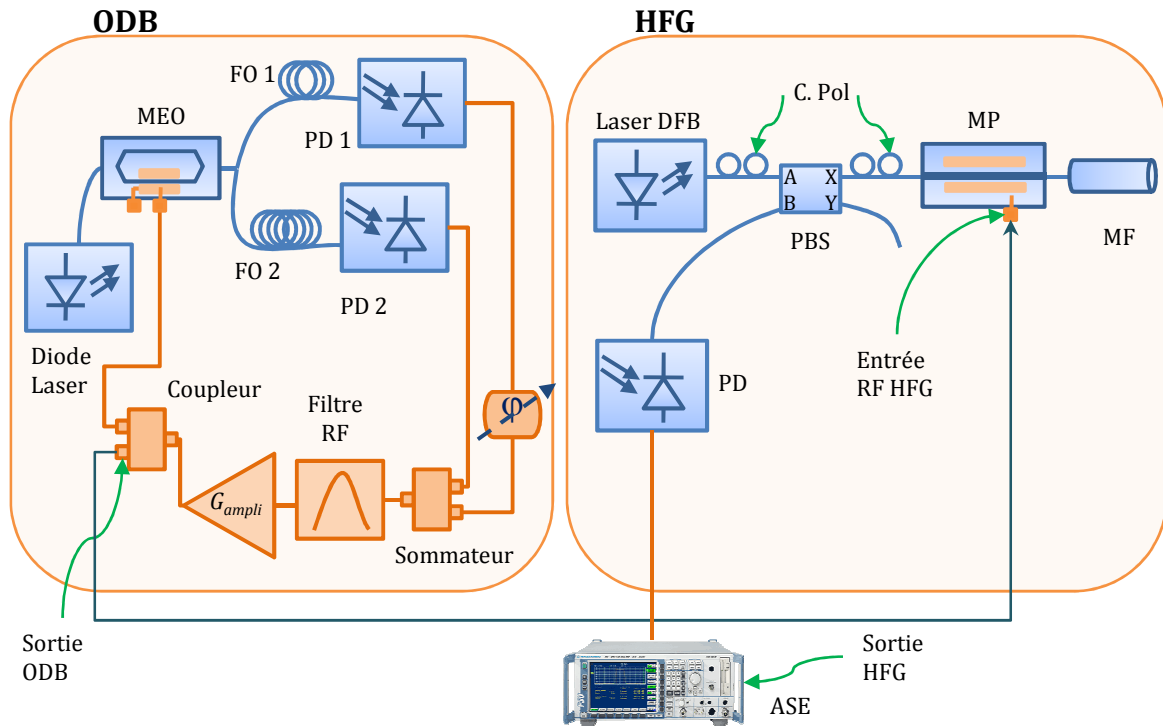 ODB
HFG
FO 1
MEO
PD 1
FO 2
PD 2
Diode
Laser
Coupleur
Filtre
RF
φ
G_ampli
Sommateur
Sortie
ODB
C. Pol
Laser DFB
MP
A
X
B
Y
PBS
MF
PD
Entrée
RF HFG
Sortie
HFG
ASE